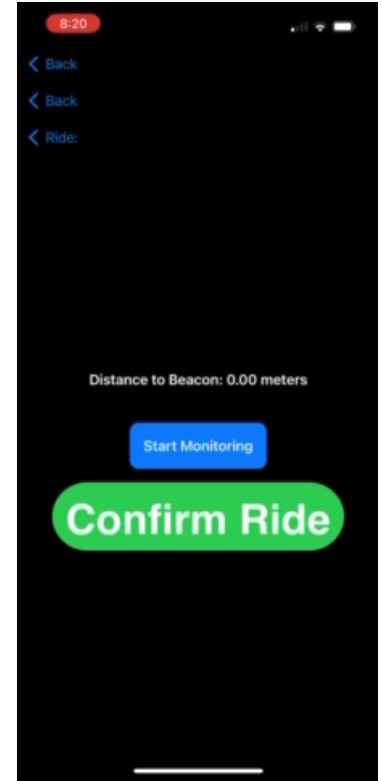 8:20
Back
Back
Ride:
Distance to Beacon: 0.00 meters
Start Monitoring
Confirm Ride